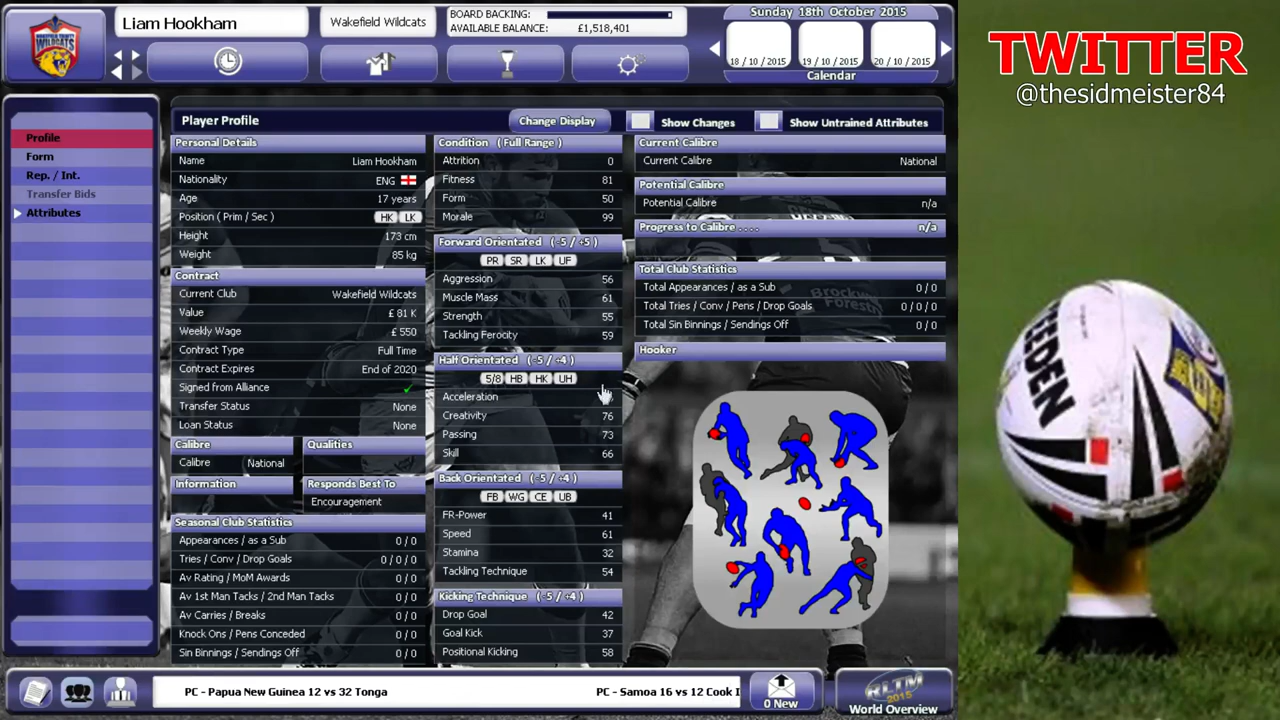 Liam Hookham
Wakefield Wildcats
BOARD BACKING:
AVAILABLE BALANCE: £1,518,401
Sunday 18th October 2015
18 / 10 / 2015
19 / 10 / 2015
20 / 10 / 2015
Calendar
TWITTER
@thesidmeister84
Profile
Form
Rep. / Int.
Transfer Bids
Attributes
Player Profile
Change Display
Show Changes
Show Untrained Attributes
Personal Details
Name Liam Hookham
Nationality ENG
Age 17 years
Position ( Prim / Sec ) HK LK
Height 173 cm
Weight 85 kg
Contract
Current Club Wakefield Wildcats
Value £ 81 K
Weekly Wage £ 550
Contract Type Full Time
Contract Expires End of 2020
Signed from Alliance
Transfer Status None
Loan Status None
Calibre
Qualities
Calibre National
Information
Responds Best To
Encouragement
Seasonal Club Statistics
Appearances / as a Sub 0 / 0
Tries / Conv / Drop Goals 0 / 0 / 0
Av Rating / MoM Awards 0 / 0
Av 1st Man Tacks / 2nd Man Tacks 0 / 0
Av Carries / Breaks 0 / 0
Knock Ons / Pens Conceded 0 / 0
Sin Binnings / Sendings Off 0 / 0
Condition ( Full Range )
Attrition 0
Fitness 81
Form 50
Morale 99
Forward Orientated (-5 / +5)
PR SR LK UF
Aggression 56
Muscle Mass 61
Strength 55
Tackling Ferocity 59
Half Orientated (-5 / +4)
5/8 HB HK UH
Acceleration
Creativity 76
Passing 73
Skill 66
Back Orientated (-5 / +4)
FB WG CE UB
FR-Power 41
Speed 61
Stamina 32
Tackling Technique 54
Kicking Technique (-5 / +4)
Drop Goal 42
Goal Kick 37
Positional Kicking 58
Current Calibre
Current Calibre National
Potential Calibre
Potential Calibre n/a
Progress to Calibre . . . . n/a
Total Club Statistics
Total Appearances / as a Sub 0 / 0
Total Tries / Conv / Pens / Drop Goals 0 / 0 / 0
Total Sin Binnings / Sendings Off 0 / 0
Hooker
PC - Papua New Guinea 12 vs 32 Tonga
PC - Samoa 16 vs 12 Cook I
0 New
RLTM
2015
World Overview